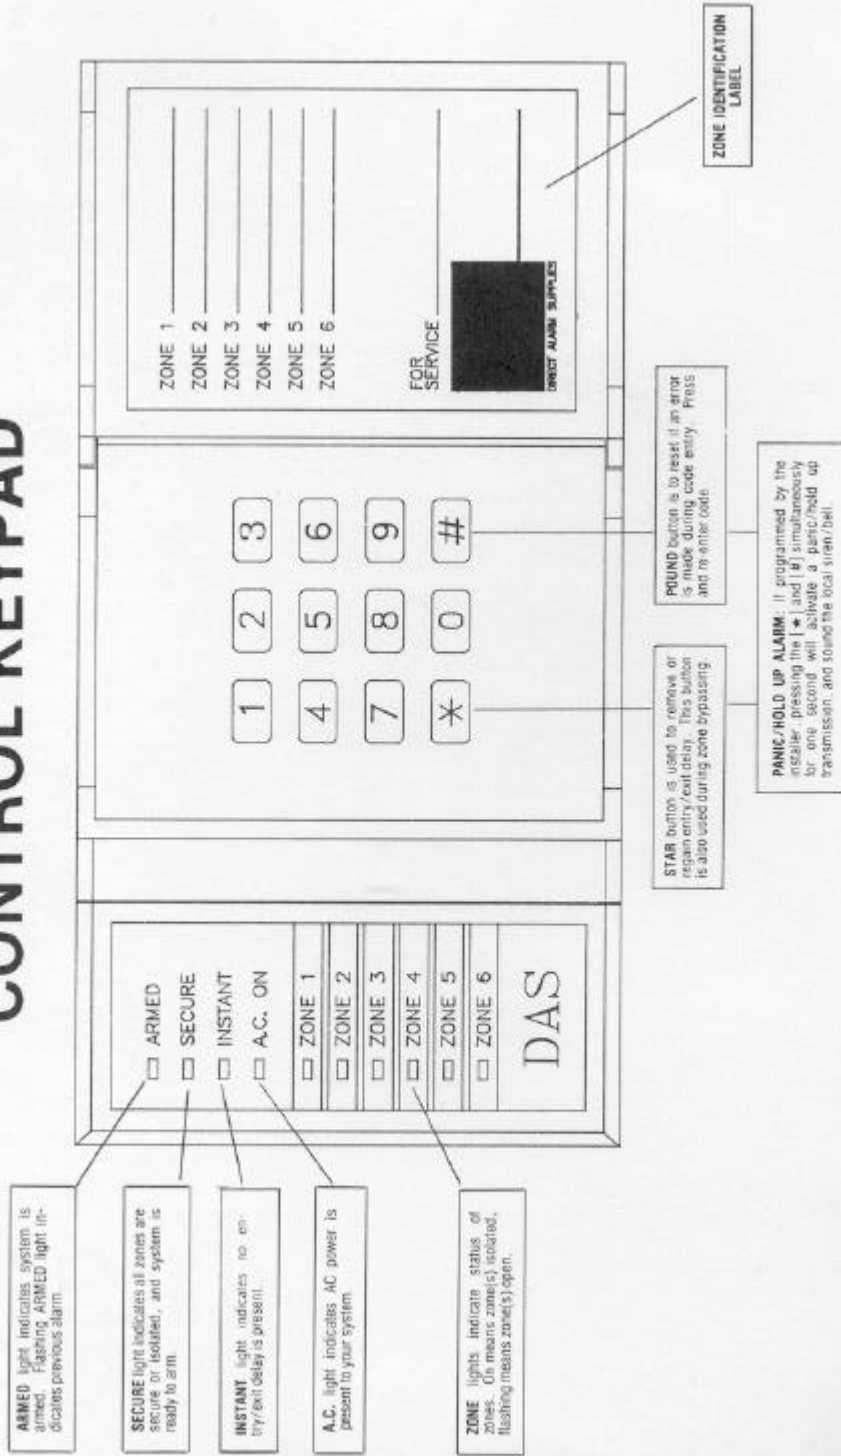 CONTROL KEYPAD
ARMED light indicates system is
armed. Flashing ARMED light in-
dicates previous alarm.
SECURE light indicates all zones are
secure or isolated, and system is
ready to arm.
INSTANT light indicates no en-
try/exit delay is present.
A.C. light indicates AC power is
present to your system.
ZONE lights indicate status of
zones. On means zone(s) isolated,
flashing means zone(s) open.
ARMED
SECURE
INSTANT
A.C. ON
ZONE 1
ZONE 2
ZONE 3
ZONE 4
ZONE 5
ZONE 6
DAS
1 2 3
4 5 6
7 8 9
* 0 #
ZONE 1
ZONE 2
ZONE 3
ZONE 4
ZONE 5
ZONE 6
FOR
SERVICE
DIRECT ALARM SUPPLIES
STAR button is used to remove or
regain entry/exit delay. This button
is also used during zone bypassing.
POUND button is to reset if an error
is made during code entry. Press
and re-enter code.
ZONE IDENTIFICATION
LABEL
PANIC/HOLD UP ALARM: If programmed by the
installer, pressing the [★] and [#] simultaneously
for one second will activate a panic/hold up
transmission, and sound the local siren/bell.